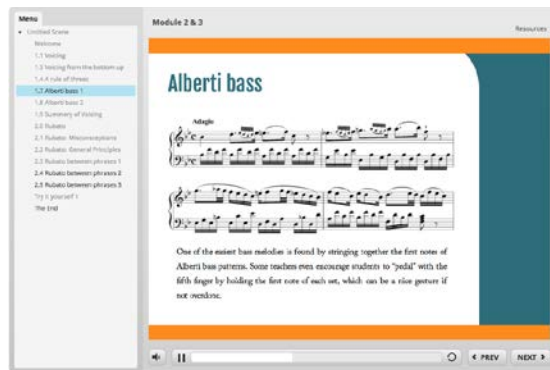 Menu
Untitled Scene
Welcome
1.1 Voicing
1.3 Voicing from the bottom up
1.4 A rule of threes
1.7 Alberti bass 1
1.8 Alberti bass 2
1.9 Summary of Voicing
2.0 Rubato
2.1 Rubato: Misconceptions
2.2 Rubato: General Principles
2.3 Rubato between phrases 1
2.4 Rubato between phrases 2
2.5 Rubato between phrases 3
Try it yourself 1
The End
Module 2 & 3
Resources
Alberti bass
Adagio
One of the easiest bass melodies is found by stringing together the first notes of
Alberti bass patterns. Some teachers even encourage students to "pedal" with the
fifth finger by holding the first note of each set, which can be a nice gesture if
not overdone.
PREV
NEXT